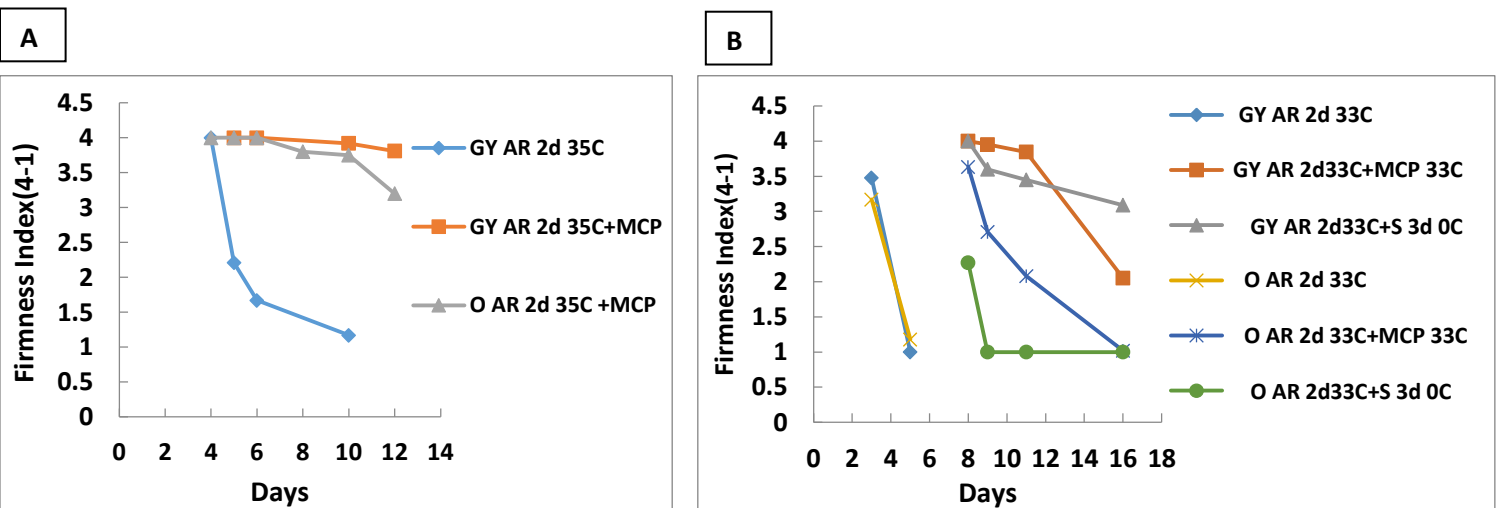 A
Firmness Index(4-1)
4.5
4
3.5
3
2.5
2
1.5
1
0.5
0
0 2 4 6 8 10 12 14
Days
GY AR 2d 35C
GY AR 2d 35C+MCP
O AR 2d 35C +MCP
B
Firmness Index(4-1)
4.5
4
3.5
3
2.5
2
1.5
1
0.5
0
0 2 4 6 8 10 12 14 16 18
Days
GY AR 2d 33C
GY AR 2d33C+MCP 33C
GY AR 2d33C+S 3d 0C
O AR 2d 33C
O AR 2d 33C+MCP 33C
O AR 2d33C+S 3d 0C